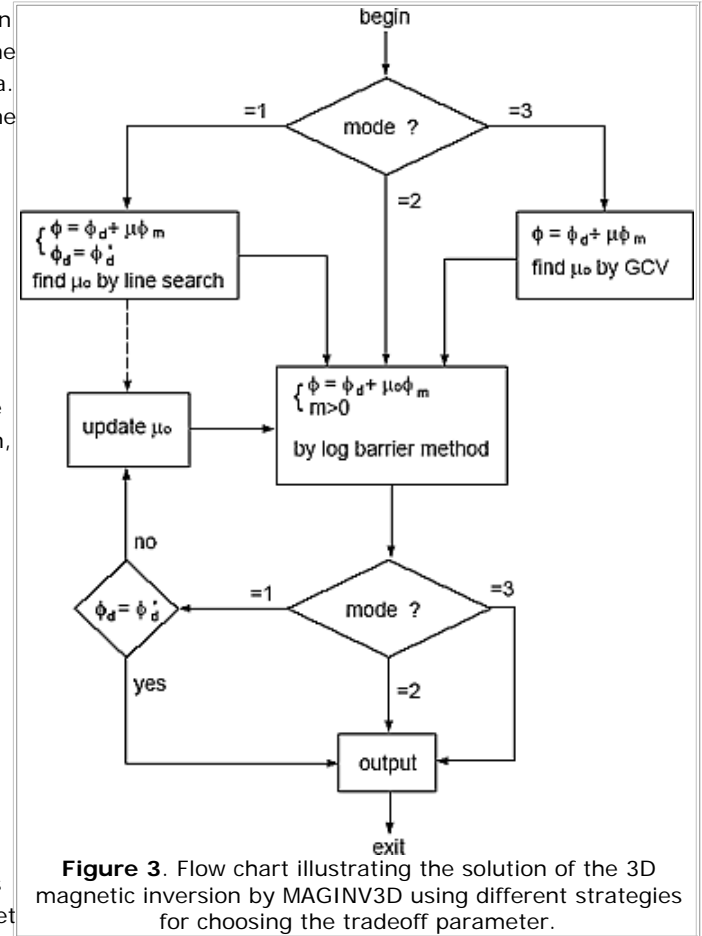 begin
mode ?
=1
=3
=2
ϕ = ϕd + μϕm
ϕd = ϕd*
find μo by line search
ϕ = ϕd + μϕm
find μo by GCV
update μo
ϕ = ϕd + μoϕm
m>0
by log barrier method
no
ϕd = ϕd*
=1
mode ?
=3
yes
=2
output
exit
Figure 3. Flow chart illustrating the solution of the 3D
magnetic inversion by MAGINV3D using different strategies
for choosing the tradeoff parameter.